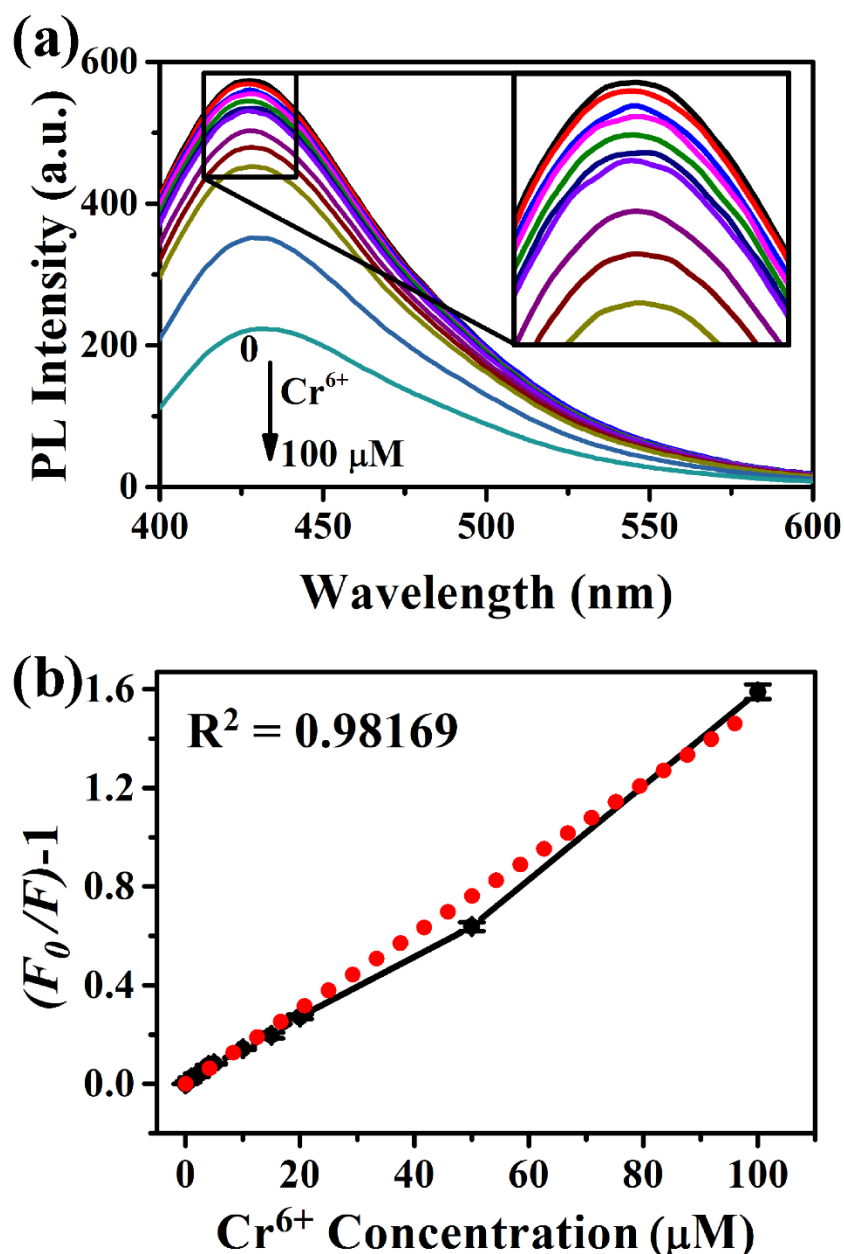 (a)
600
400
200
0
PL Intensity (a.u.)
0
Cr⁶⁺
100 μM
400 450 500 550 600
Wavelength (nm)
(b)
1.6
1.2
0.8
0.4
0.0
(F₀/F)-1
R² = 0.98169
0 20 40 60 80 100
Cr⁶⁺ Concentration (μM)